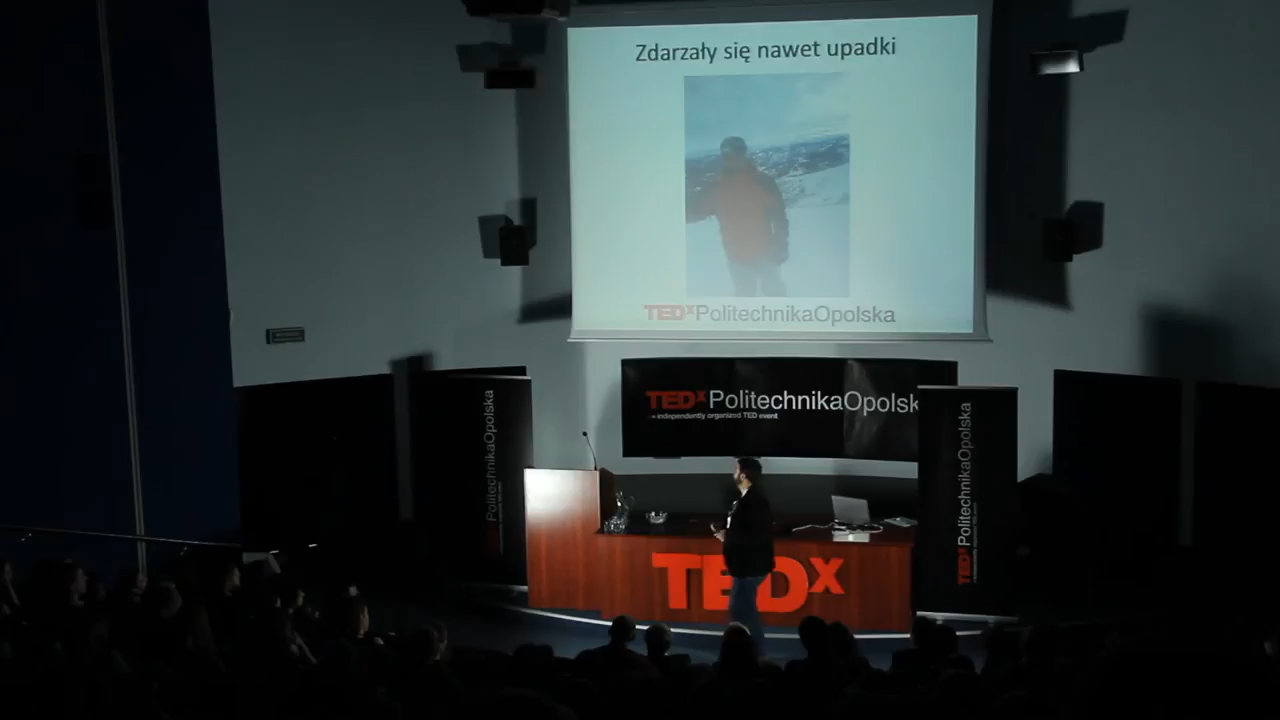 Zdarzały się nawet upadki
TEDxPolitechnikaOpolska
TEDxPolitechnikaOpolsk
x = independently organized TED event
PolitechnikaOpolska
TEDxPolitechnikaOpolska
TEDx